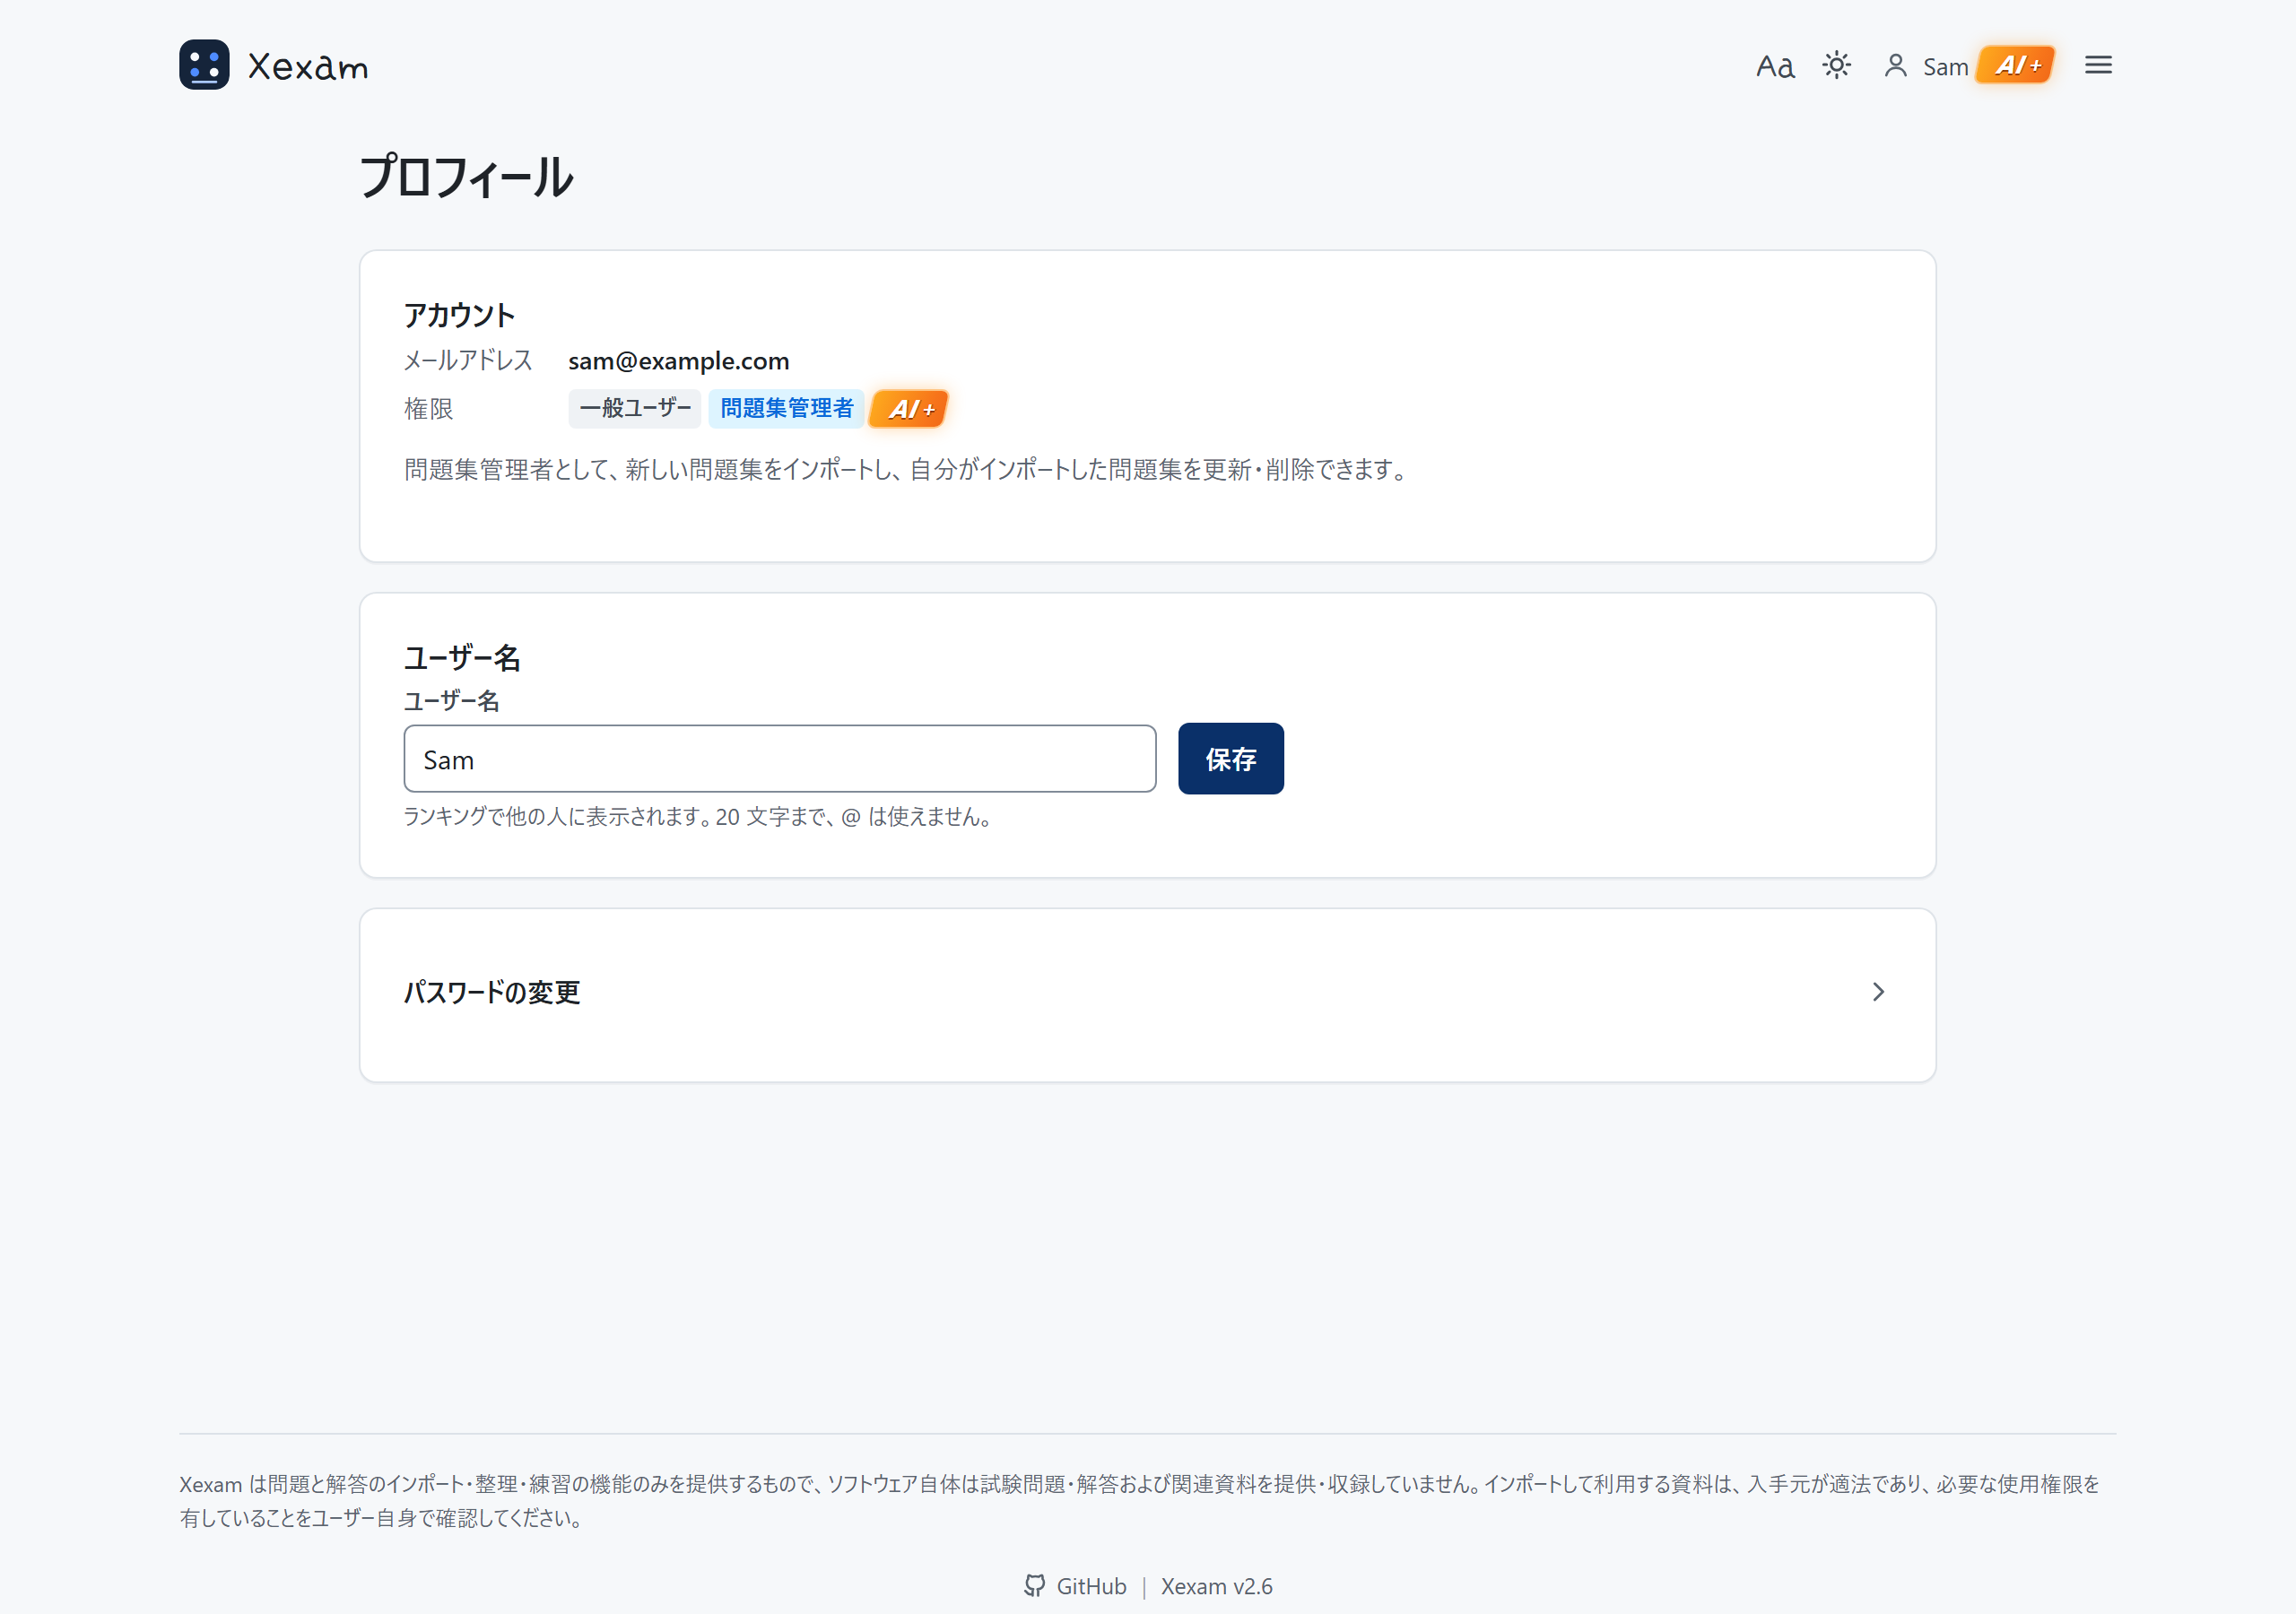 Xexam
Aa Sam AI+
プロフィール
アカウント
メールアドレス sam@example.com
権限 一般ユーザー 問題集管理者 AI+
問題集管理者として、新しい問題集をインポートし、自分がインポートした問題集を更新・削除できます。
ユーザー名
ユーザー名
Sam 保存
ランキングで他の人に表示されます。20 文字まで、@ は使えません。
パスワードの変更
Xexam は問題と解答のインポート・整理・練習の機能のみを提供するもので、ソフトウェア自体は試験問題・解答および関連資料を提供・収録していません。インポートして利用する資料は、入手元が適法であり、必要な使用権限を
有していることをユーザー自身で確認してください。
GitHub | Xexam v2.6